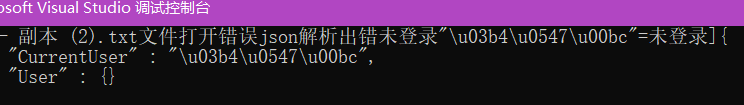 osoft Visual Studio 调试控制台
- 副本 (2).txt文件打开错误json解析出错未登录"\u03b4\u0547\u00bc"=未登录]{
"CurrentUser" : "\u03b4\u0547\u00bc",
"User" : {}